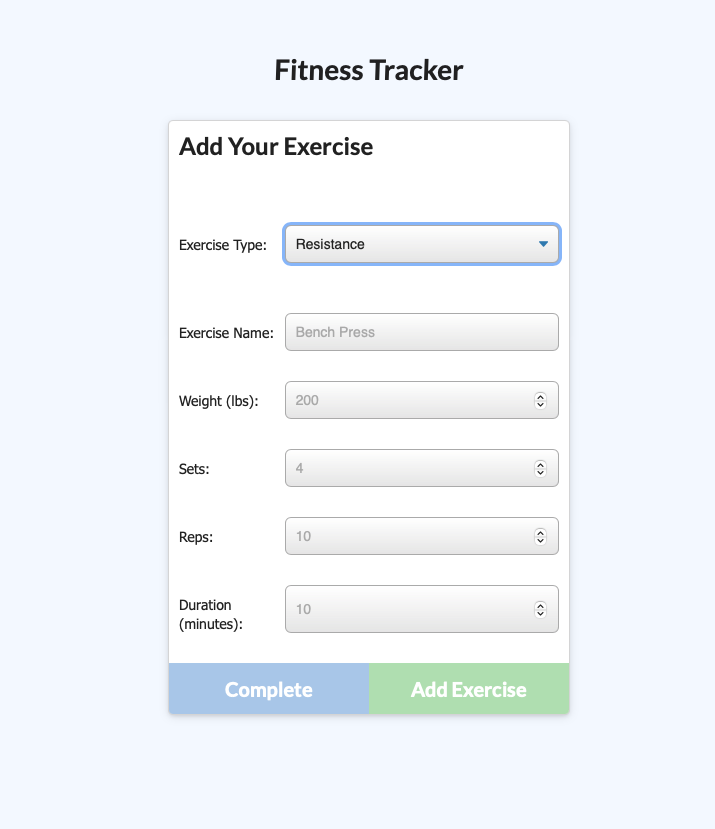 Fitness Tracker
Add Your Exercise
Exercise Type: Resistance
Exercise Name: Bench Press
Weight (lbs): 200
Sets: 4
Reps: 10
Duration
(minutes): 10
Complete Add Exercise